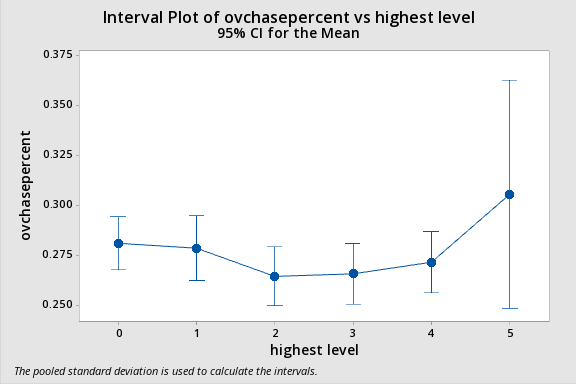 Interval Plot of ovchasepercent vs highest level
95% CI for the Mean
0.375
0.350
0.325
0.300
0.275
0.250
ovchasepercent
0 1 2 3 4 5
highest level
The pooled standard deviation is used to calculate the intervals.